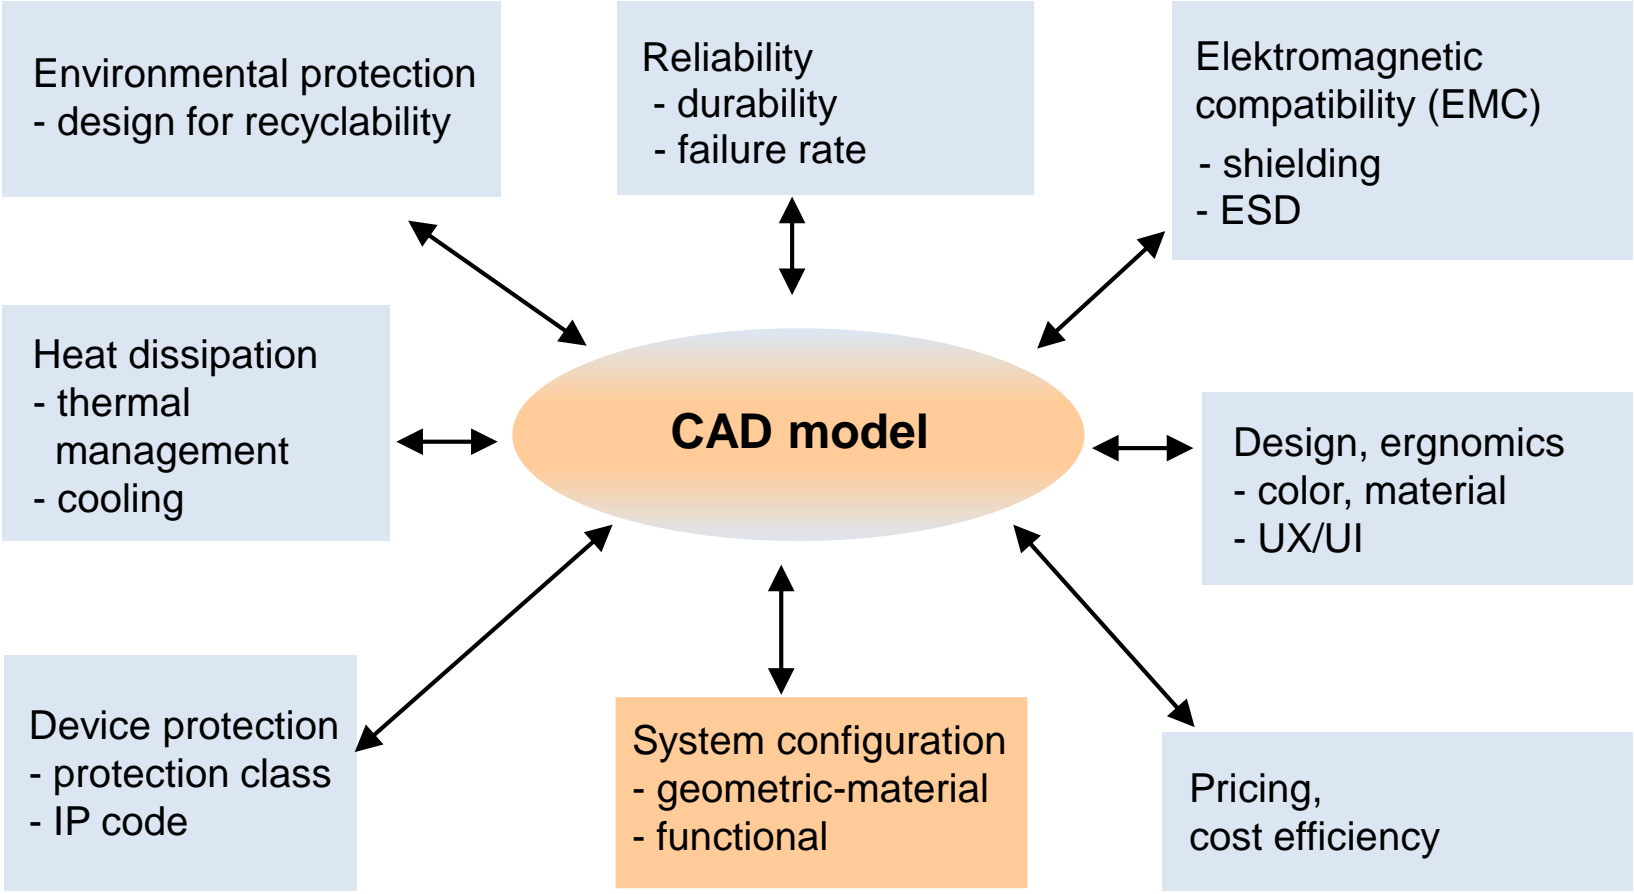 Environmental protection
- design for recyclability
Reliability
- durability
- failure rate
Elektromagnetic
compatibility (EMC)
- shielding
- ESD
Heat dissipation
- thermal
management
- cooling
CAD model
Design, ergnomics
- color, material
- UX/UI
Device protection
- protection class
- IP code
System configuration
- geometric-material
- functional
Pricing,
cost efficiency